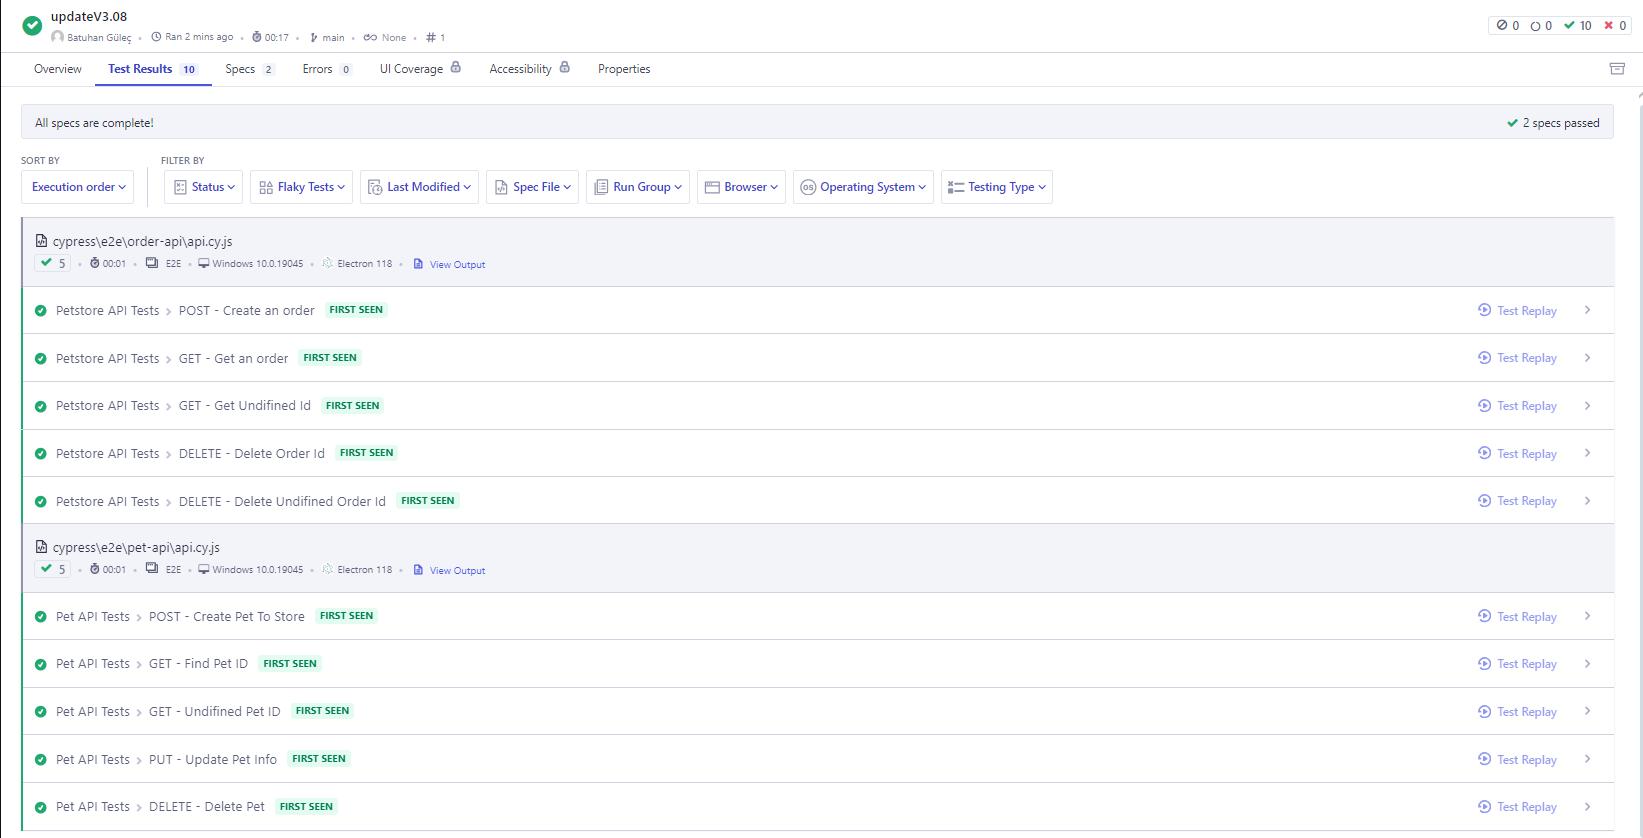 updateV3.08
Batuhan Güleç Ran 2 mins ago 00:17 main None # 1
0 0 10 0
Overview Test Results 10 Specs 2 Errors 0 UI Coverage Accessibility Properties
All specs are complete! 2 specs passed
SORT BY FILTER BY
Execution order Status Flaky Tests Last Modified Spec File Run Group Browser OS Operating System Testing Type
cypress\e2e\order-api\api.cy.js
5 00:01 E2E Windows 10.0.19045 Electron 118 View Output
Petstore API Tests > POST - Create an order FIRST SEEN Test Replay >
Petstore API Tests > GET - Get an order FIRST SEEN Test Replay >
Petstore API Tests > GET - Get Undifined Id FIRST SEEN Test Replay >
Petstore API Tests > DELETE - Delete Order Id FIRST SEEN Test Replay >
Petstore API Tests > DELETE - Delete Undifined Order Id FIRST SEEN Test Replay >
cypress\e2e\pet-api\api.cy.js
5 00:01 E2E Windows 10.0.19045 Electron 118 View Output
Pet API Tests > POST - Create Pet To Store FIRST SEEN Test Replay >
Pet API Tests > GET - Find Pet ID FIRST SEEN Test Replay >
Pet API Tests > GET - Undifined Pet ID FIRST SEEN Test Replay >
Pet API Tests > PUT - Update Pet Info FIRST SEEN Test Replay >
Pet API Tests > DELETE - Delete Pet FIRST SEEN Test Replay >